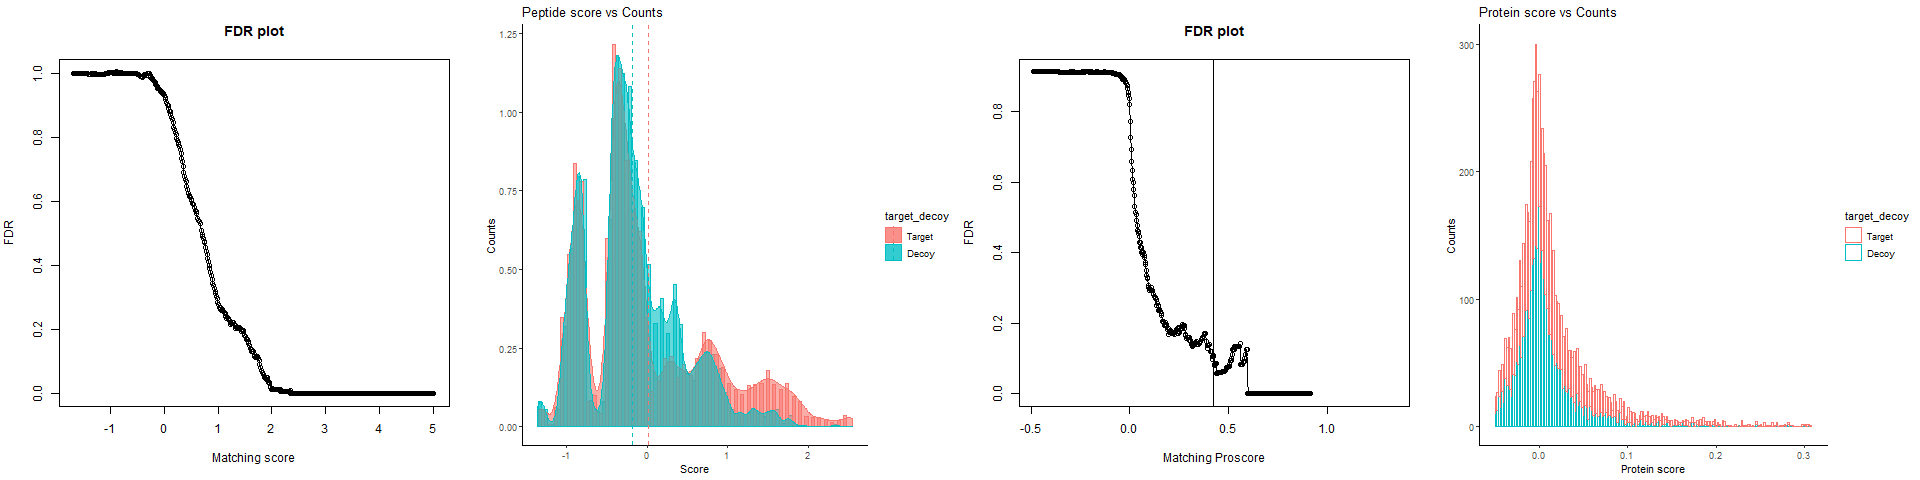 FDR plot
FDR
1.0
0.8
0.6
0.4
0.2
0.0
-1
0
1
2
3
4
5
Matching score
Peptide score vs Counts
Counts
1.25
1.00
0.75
0.50
0.25
0.00
-1
0
1
2
Score
target_decoy
Target
Decoy
FDR plot
FDR
0.8
0.6
0.4
0.2
0.0
-0.5
0.0
0.5
1.0
Matching Proscore
Protein score vs Counts
Counts
300
200
100
0
0.0
0.1
0.2
0.3
Protein score
target_decoy
Target
Decoy